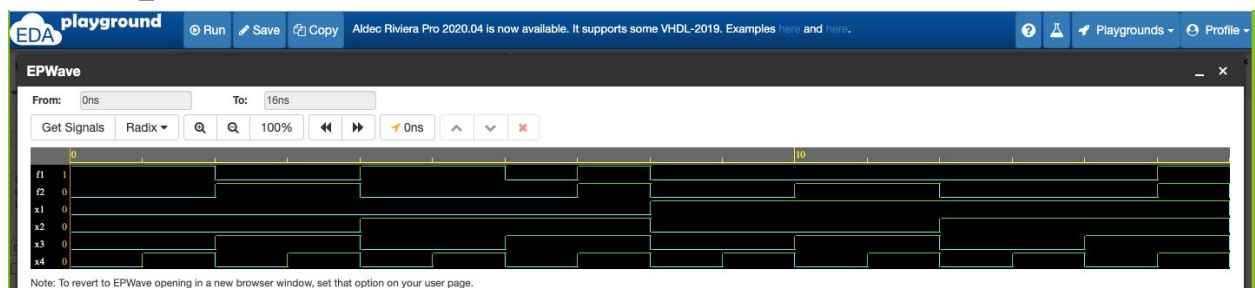 EDA playground Run Save Copy Aldec Riviera Pro 2020.04 is now available. It supports some VHDL-2019. Examples here and here. Playgrounds Profile
EPWave
From: 0ns To: 16ns
Get Signals Radix 100% 0ns
0 10
f1 1
f2 0
x1 0
x2 0
x3 0
x4 0
Note: To revert to EPWave opening in a new browser window, set that option on your user page.